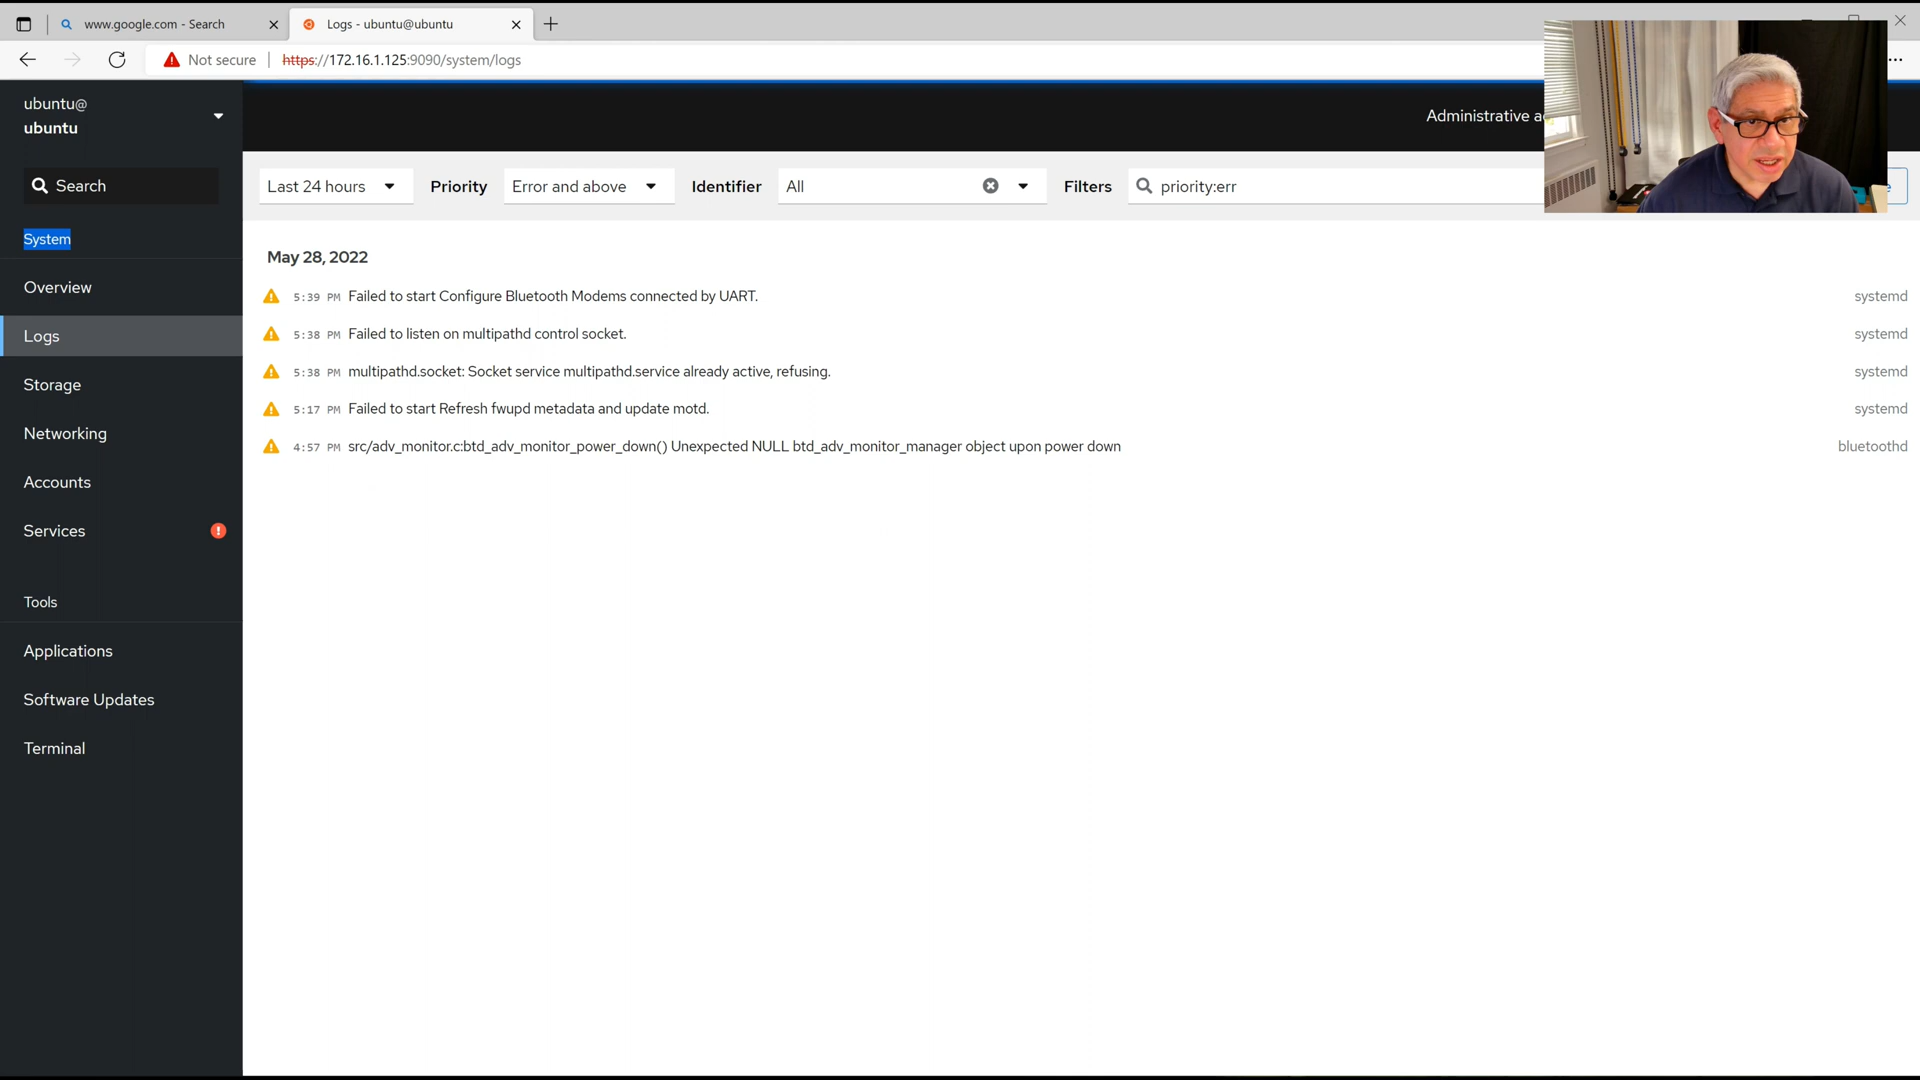 www.google.com - Search
Logs - ubuntu@ubuntu
Not secure
https://172.16.1.125:9090/system/logs
ubuntu@
ubuntu
Administrative a
Search
Last 24 hours
Priority
Error and above
Identifier
All
Filters
priority:err
System
Overview
Logs
Storage
Networking
Accounts
Services
Tools
Applications
Software Updates
Terminal
May 28, 2022
5:39 PM Failed to start Configure Bluetooth Modems connected by UART. systemd
5:38 PM Failed to listen on multipathd control socket. systemd
5:38 PM multipathd.socket: Socket service multipathd.service already active, refusing. systemd
5:17 PM Failed to start Refresh fwupd metadata and update motd. systemd
4:57 PM src/adv_monitor.c:btd_adv_monitor_power_down() Unexpected NULL btd_adv_monitor_manager object upon power down bluetoothd